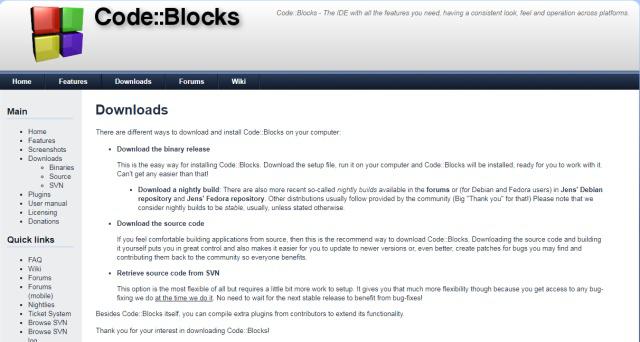 Code::Blocks
Code::Blocks - The IDE with all the features you need, having a consistent look, feel and operation across platforms.
Home Features Downloads Forums Wiki
Main
Home
Features
Screenshots
Downloads
Binaries
Source
SVN
Plugins
User manual
Licensing
Donations
Quick links
FAQ
Wiki
Forums
Forums
(mobile)
Nightlies
Ticket System
Browse SVN
Browse SVN
log
Downloads
There are different ways to download and install Code::Blocks on your computer:
Download the binary release
This is the easy way for installing Code::Blocks. Download the setup file, run it on your computer and Code::Blocks will be installed, ready for you to work with it.
Can't get any easier than that!
Download a nightly build: There are also more recent so-called nightly builds available in the forums or (for Debian and Fedora users) in Jens' Debian
repository and Jens' Fedora repository. Other distributions usually follow provided by the community (Big "Thank you" for that!) Please note that we
consider nightly builds to be stable, usually, unless stated otherwise.
Download the source code
If you feel comfortable building applications from source, then this is the recommend way to download Code::Blocks. Downloading the source code and building
it yourself puts you in great control and also makes it easier for you to update to newer versions or, even better, create patches for bugs you may find and
contributing them back to the community so everyone benefits.
Retrieve source code from SVN
This option is the most flexible of all but requires a little bit more work to setup. It gives you that much more flexibility though because you get access to any bug-
fixing we do at the time we do it. No need to wait for the next stable release to benefit from bug-fixes!
Besides Code::Blocks itself, you can compile extra plugins from contributors to extend its functionality.
Thank you for your interest in downloading Code::Blocks!